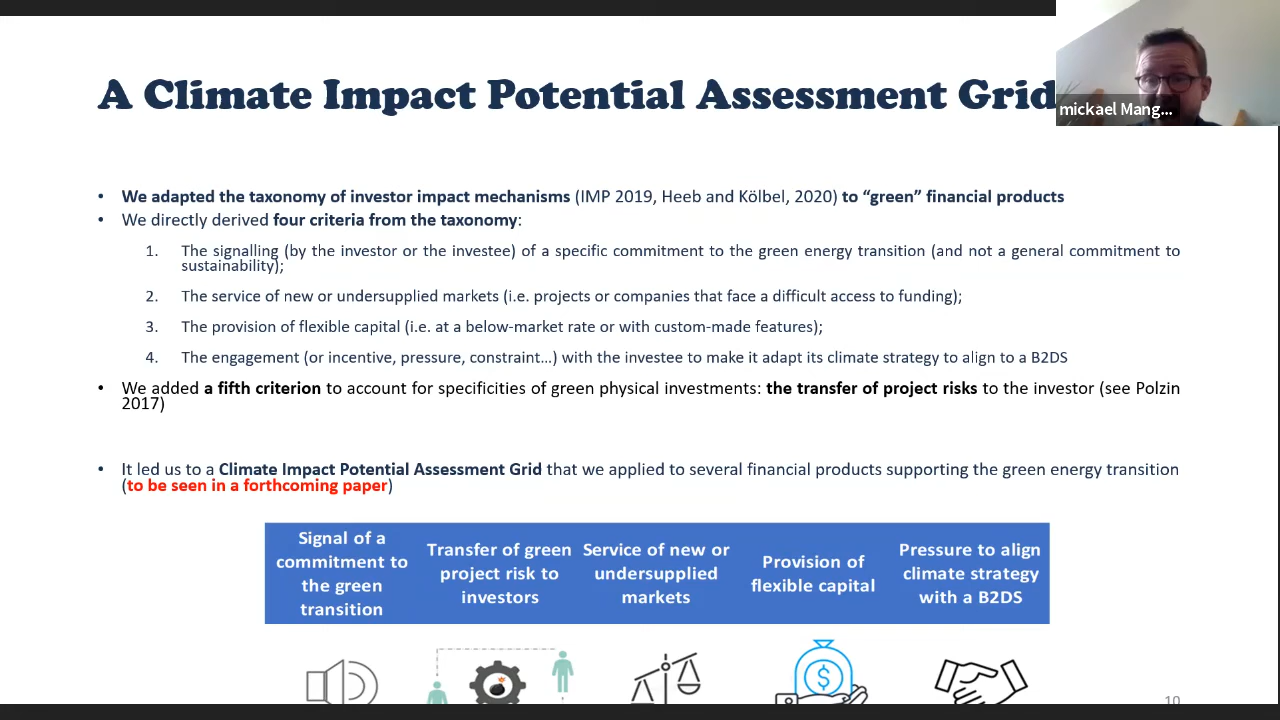 A Climate Impact Potential Assessment Grid
mickael Mang...
• We adapted the taxonomy of investor impact mechanisms (IMP 2019, Heeb and Kölbel, 2020) to “green” financial products
• We directly derived four criteria from the taxonomy:
1. The signalling (by the investor or the investee) of a specific commitment to the green energy transition (and not a general commitment to
sustainability);
2. The service of new or undersupplied markets (i.e. projects or companies that face a difficult access to funding);
3. The provision of flexible capital (i.e. at a below-market rate or with custom-made features);
4. The engagement (or incentive, pressure, constraint…) with the investee to make it adapt its climate strategy to align to a B2DS
• We added a fifth criterion to account for specificities of green physical investments: the transfer of project risks to the investor (see Polzin
2017)
• It led us to a Climate Impact Potential Assessment Grid that we applied to several financial products supporting the green energy transition
(to be seen in a forthcoming paper)
Signal of a
commitment to
the green
transition
Transfer of green
project risk to
investors
Service of new or
undersupplied
markets
Provision of
flexible capital
Pressure to align
climate strategy
with a B2DS
$
10